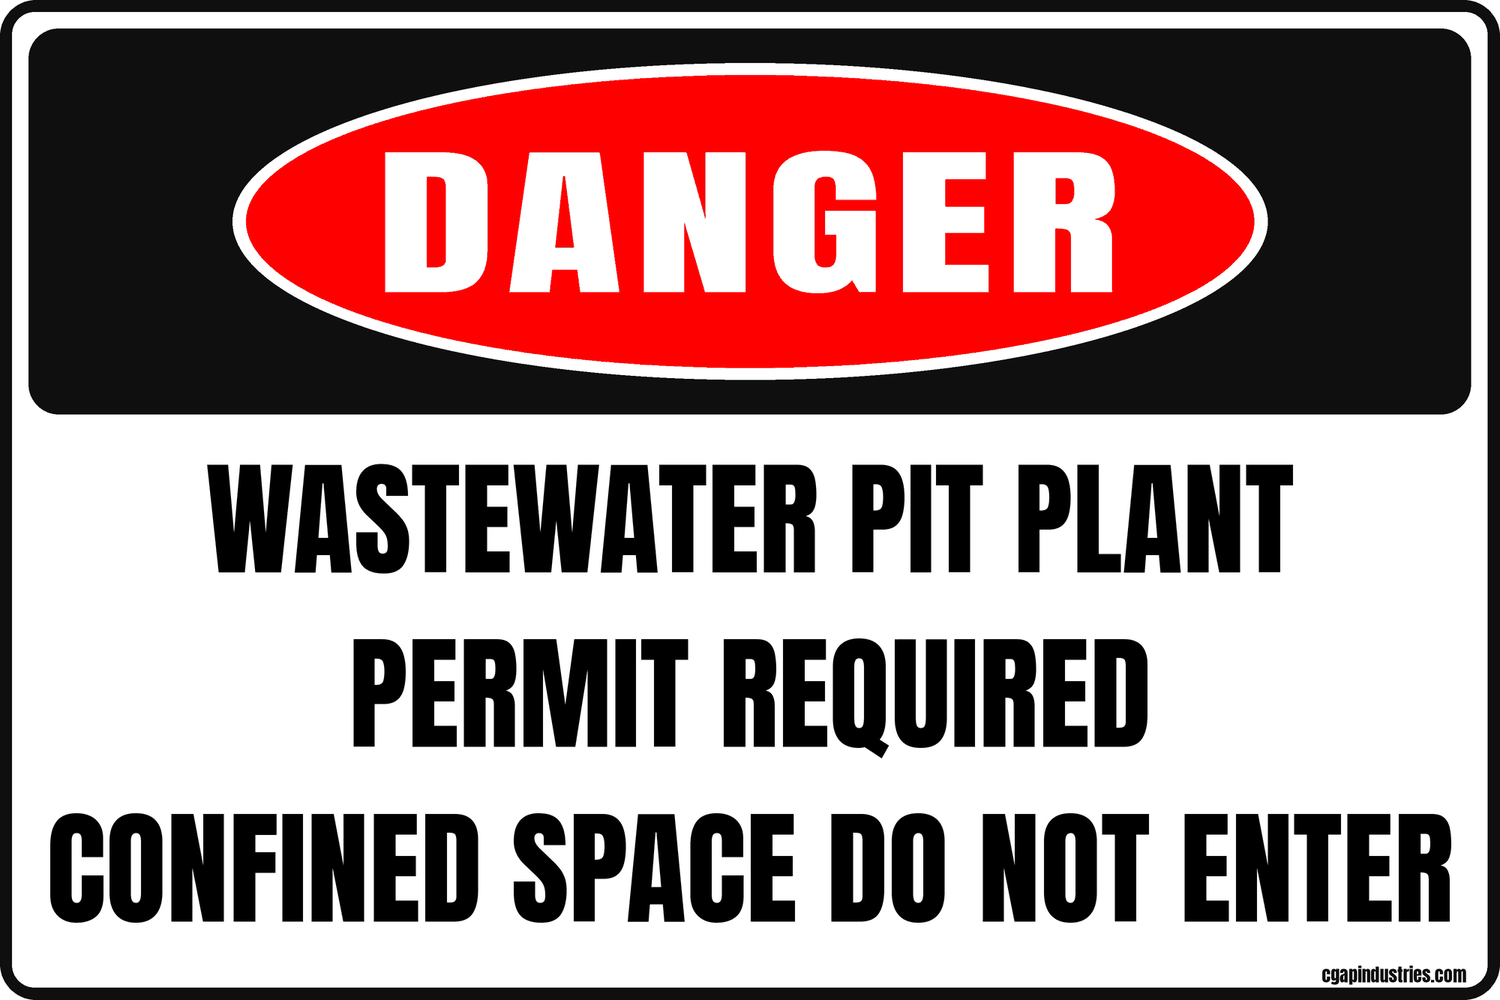 DANGER
WASTEWATER PIT PLANT
PERMIT REQUIRED
CONFINED SPACE DO NOT ENTER
cgapindustries.com